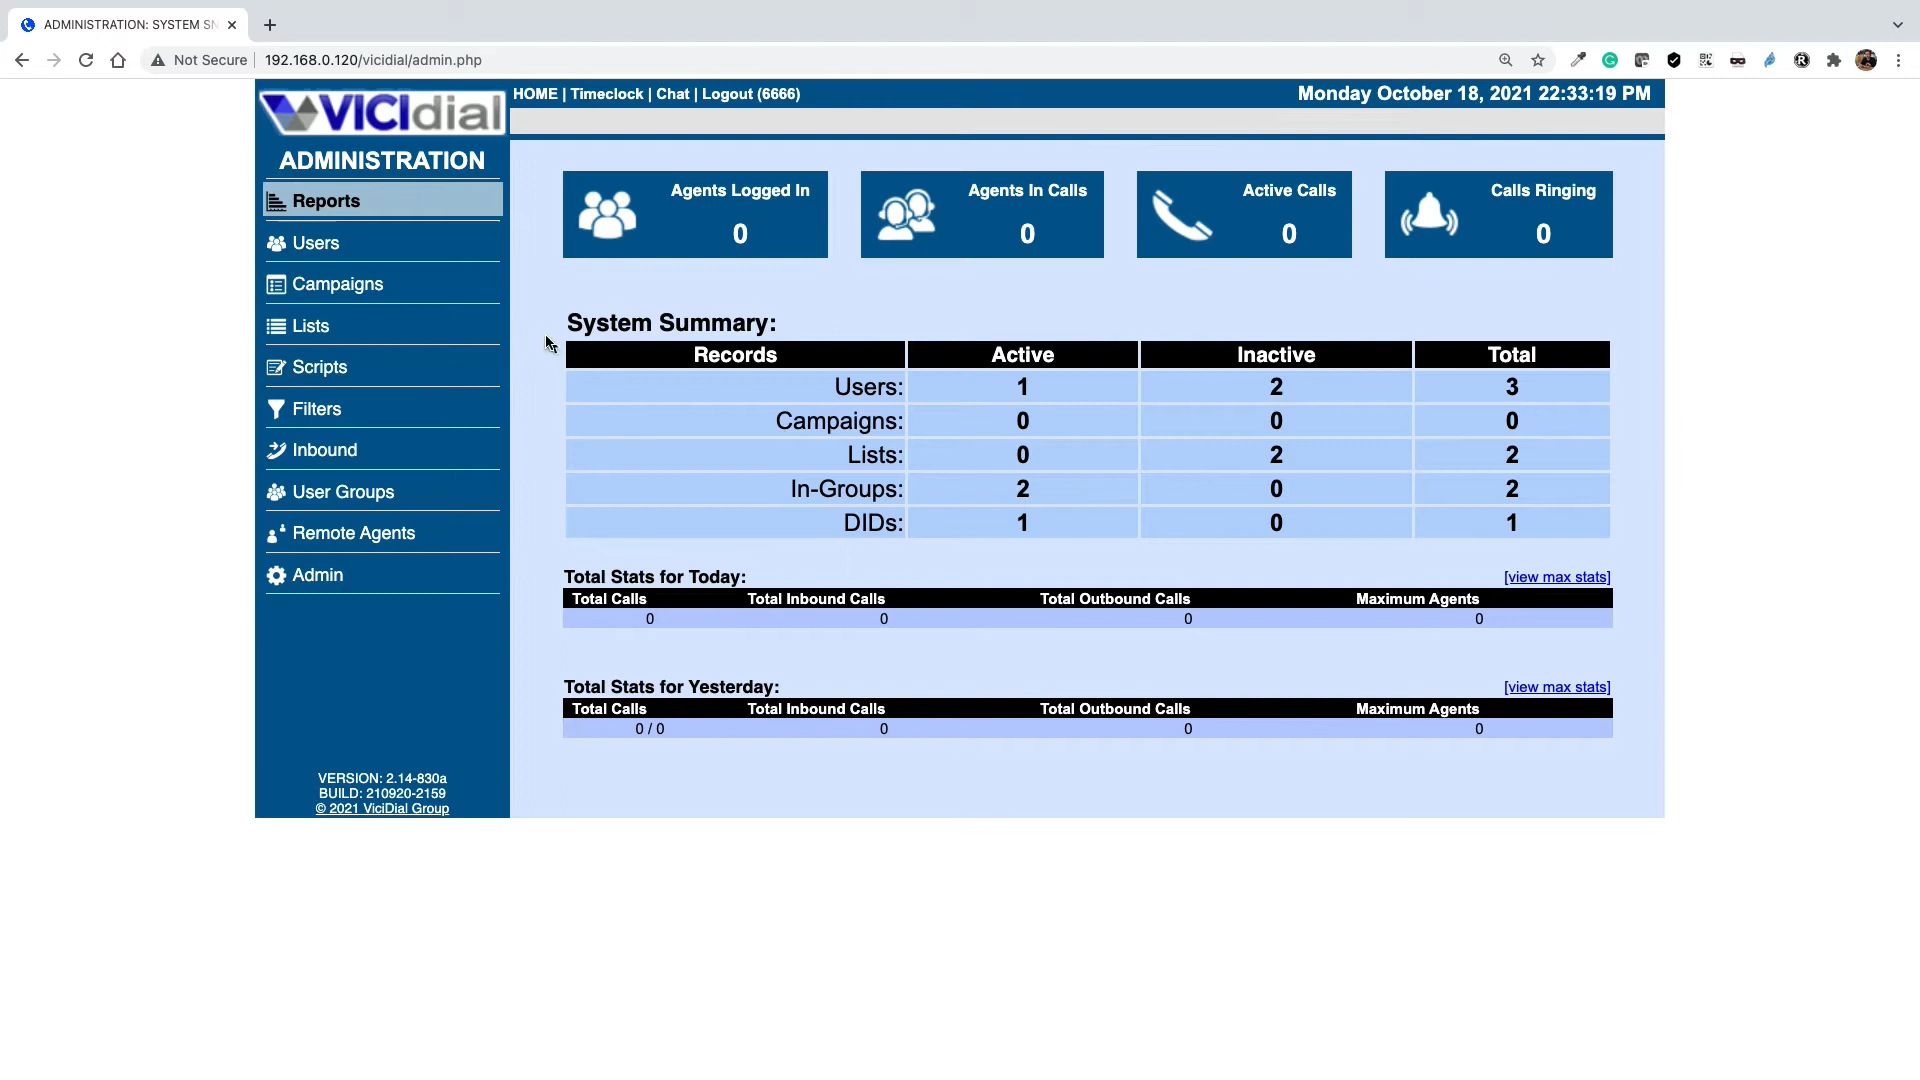 ADMINISTRATION: SYSTEM SN
Not Secure 192.168.0.120/vicidial/admin.php
VICIdial
HOME | Timeclock | Chat | Logout (6666)
Monday October 18, 2021 22:33:19 PM
ADMINISTRATION
Reports
Users
Campaigns
Lists
Scripts
Filters
Inbound
User Groups
Remote Agents
Admin
VERSION: 2.14-830a
BUILD: 210920-2159
© 2021 ViciDial Group
Agents Logged In
0
Agents In Calls
0
Active Calls
0
Calls Ringing
0
System Summary:
Records Active Inactive Total
Users: 1 2 3
Campaigns: 0 0 0
Lists: 0 2 2
In-Groups: 2 0 2
DIDs: 1 0 1
Total Stats for Today: [view max stats]
Total Calls Total Inbound Calls Total Outbound Calls Maximum Agents
0 0 0 0
Total Stats for Yesterday: [view max stats]
Total Calls Total Inbound Calls Total Outbound Calls Maximum Agents
0 / 0 0 0 0